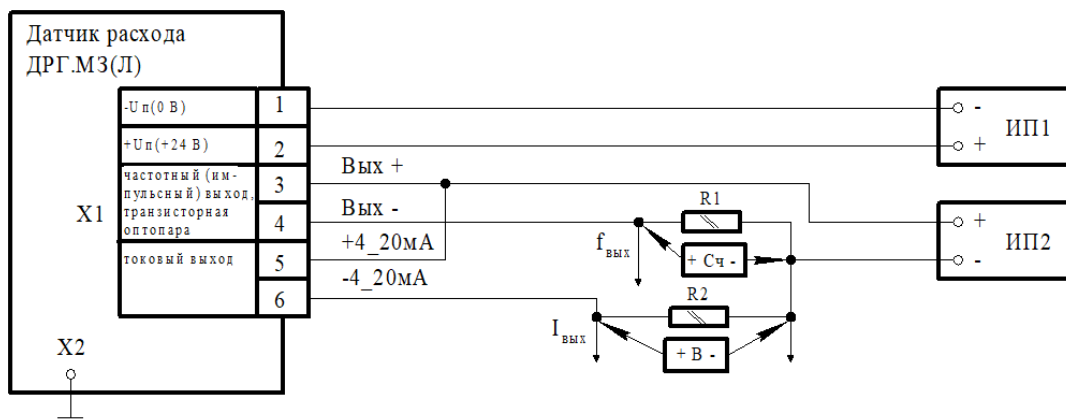 Датчик расхода
ДРГ.МЗ(Л)
X1
-Uп(0 В)
1
+Uп(+24 В)
2
частотный (им-
пульсный) выход,
транзисторная
оптопара
3
4
токовый выход
5
6
Вых +
Вых -
+4_20мА
-4_20мА
R1
fвых
+ Сч -
R2
Iвых
+ В -
-
+
ИП1
+
-
ИП2
X2